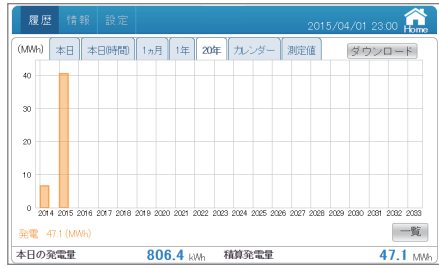 履歴 情報 設定 2015/04/01 23:00 Home
(MWh) 本日 本日(時間) 1ヵ月 1年 20年 カレンダー 測定値 ダウンロード
40
30
20
10
0
2014 2015 2016 2017 2018 2019 2020 2021 2022 2023 2024 2025 2026 2027 2028 2029 2030 2031 2032 2033
発電 47.1 (MWh) 一覧
本日の発電量 806.4 kWh 積算発電量 47.1 MWh